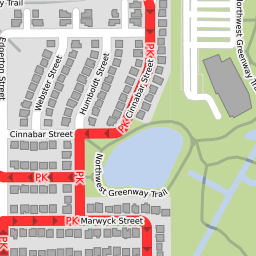 way Trail
Edgerton Street
Webster Street
Humboldt Street
PK
Cinnabar Street
PK
Northwest Greenway Trail
Cinnabar Street
PK
PK
Northwest Greenway Trail
PK
Marwyck Street